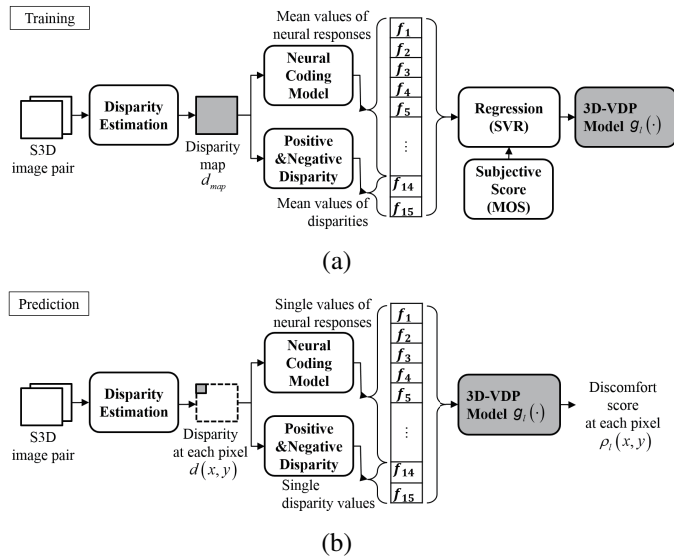 Training
Mean values of
neural responses
Neural
Coding
Model
Disparity
Estimation
S3D
image pair
Disparity
map
d_map
Positive
&Negative
Disparity
Mean values of
disparities
f1
f2
f3
f4
f5
⋮
f14
f15
Regression
(SVR)
Subjective
Score
(MOS)
3D-VDP
Model g_l(·)
(a)
Prediction
Single values of
neural responses
Neural
Coding
Model
Disparity
Estimation
S3D
image pair
Disparity
at each pixel
d(x, y)
Positive
&Negative
Disparity
Single
disparity values
f1
f2
f3
f4
f5
⋮
f14
f15
3D-VDP
Model g_l(·)
Discomfort
score
at each pixel
ρ_l(x, y)
(b)